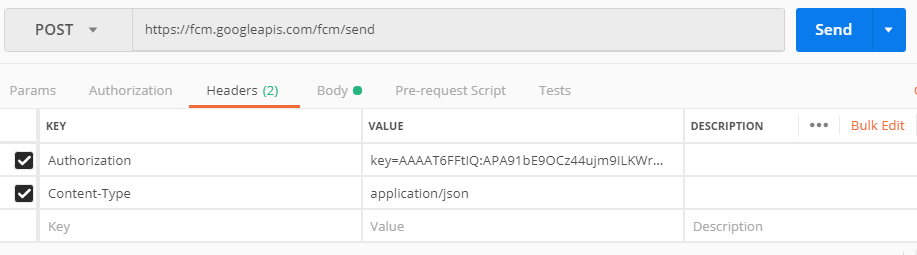 POST https://fcm.googleapis.com/fcm/send Send
Params Authorization Headers (2) Body Pre-request Script Tests
KEY VALUE DESCRIPTION ••• Bulk Edit
Authorization key=AAAAT6FFtIQ:APA91bE9OCz44ujm9ILKWr...
Content-Type application/json
Key Value Description